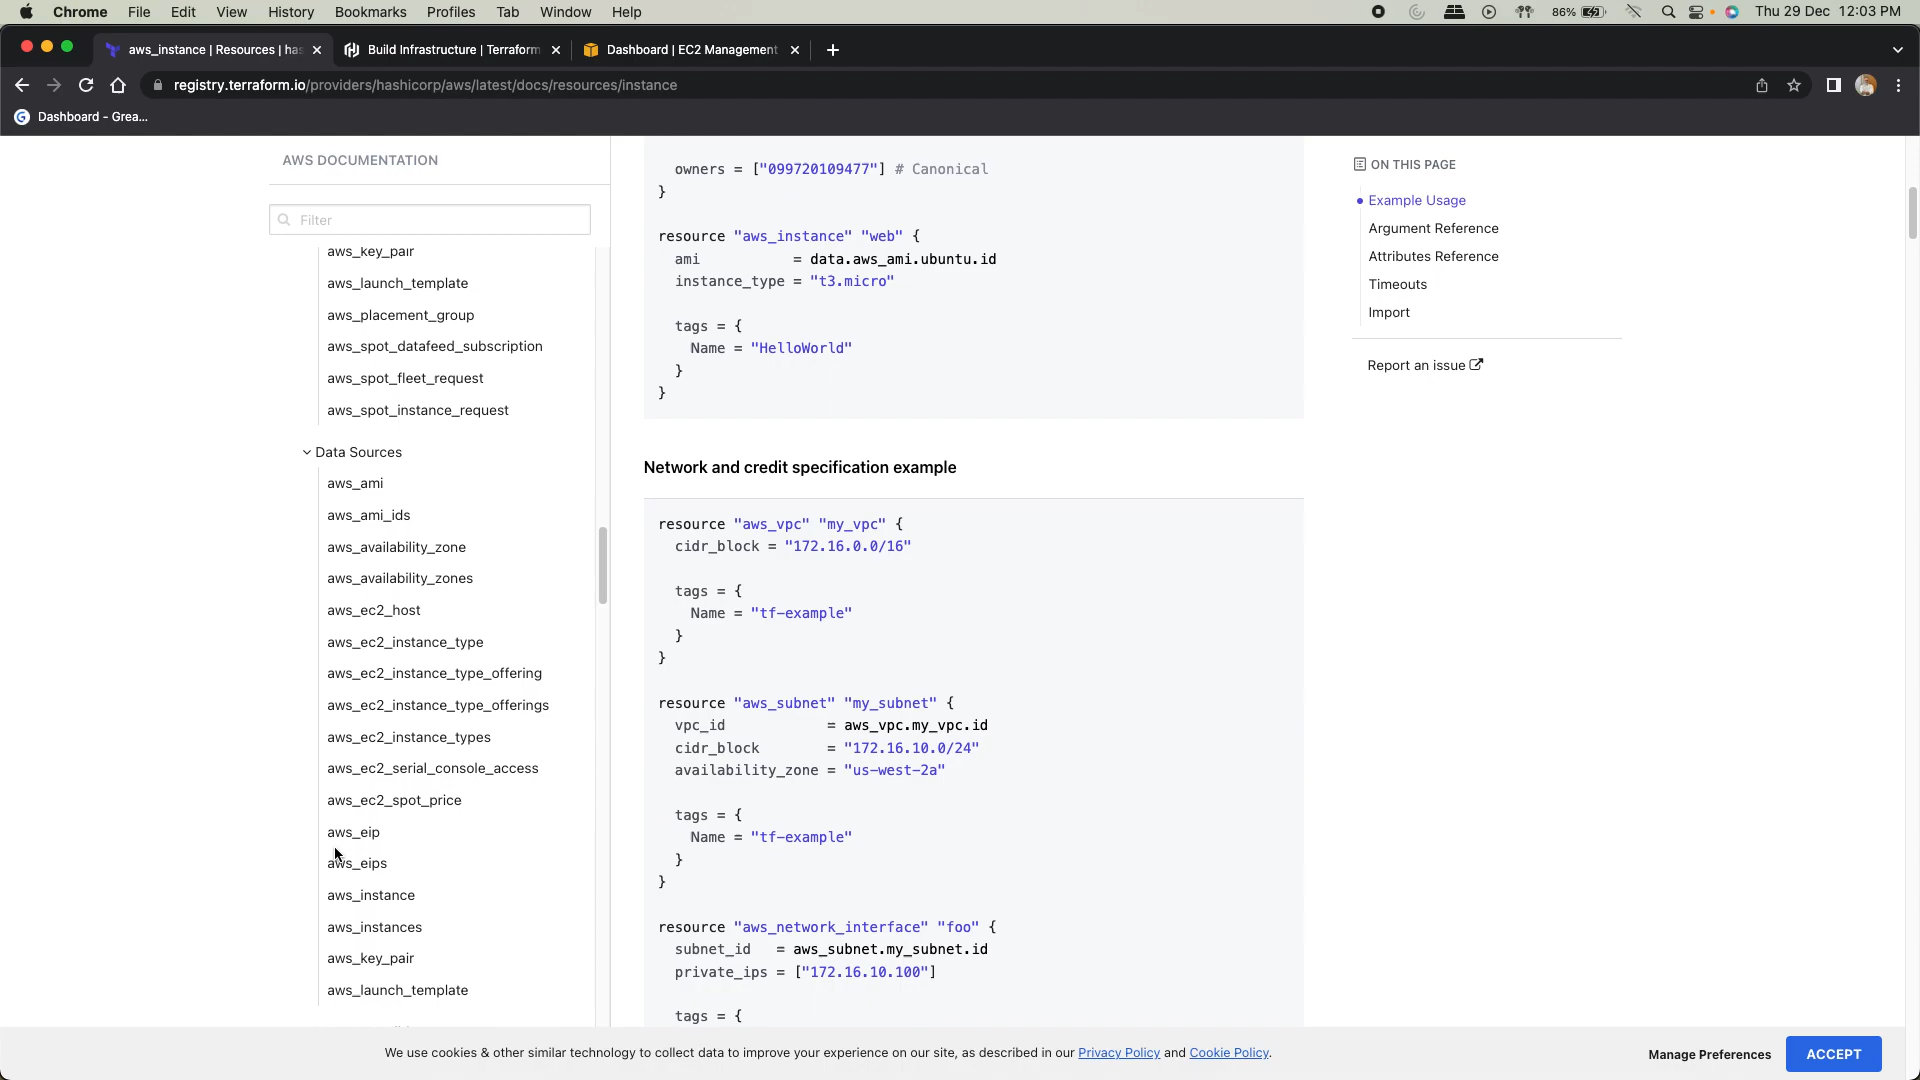 Chrome File Edit View History Bookmarks Profiles Tab Window Help 86% Thu 29 Dec 12:03 PM
aws_instance | Resources | has Build Infrastructure | Terraform Dashboard | EC2 Management
registry.terraform.io/providers/hashicorp/aws/latest/docs/resources/instance
Dashboard - Grea...
AWS DOCUMENTATION
Filter
aws_key_pair
aws_launch_template
aws_placement_group
aws_spot_datafeed_subscription
aws_spot_fleet_request
aws_spot_instance_request
Data Sources
aws_ami
aws_ami_ids
aws_availability_zone
aws_availability_zones
aws_ec2_host
aws_ec2_instance_type
aws_ec2_instance_type_offering
aws_ec2_instance_type_offerings
aws_ec2_instance_types
aws_ec2_serial_console_access
aws_ec2_spot_price
aws_eip
aws_eips
aws_instance
aws_instances
aws_key_pair
aws_launch_template
owners = ["099720109477"] # Canonical
}
resource "aws_instance" "web" {
ami = data.aws_ami.ubuntu.id
instance_type = "t3.micro"
tags = {
Name = "HelloWorld"
}
}
Network and credit specification example
resource "aws_vpc" "my_vpc" {
cidr_block = "172.16.0.0/16"
tags = {
Name = "tf-example"
}
}
resource "aws_subnet" "my_subnet" {
vpc_id = aws_vpc.my_vpc.id
cidr_block = "172.16.10.0/24"
availability_zone = "us-west-2a"
tags = {
Name = "tf-example"
}
}
resource "aws_network_interface" "foo" {
subnet_id = aws_subnet.my_subnet.id
private_ips = ["172.16.10.100"]
tags = {
ON THIS PAGE
Example Usage
Argument Reference
Attributes Reference
Timeouts
Import
Report an issue
We use cookies & other similar technology to collect data to improve your experience on our site, as described in our Privacy Policy and Cookie Policy.
Manage Preferences
ACCEPT